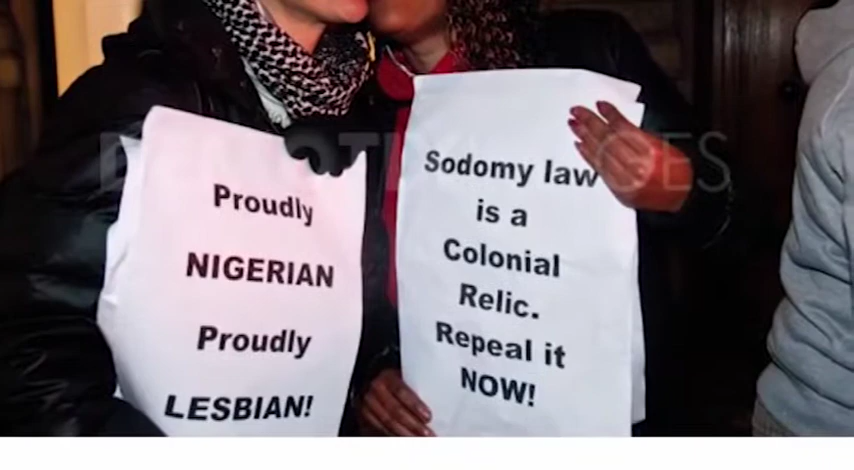 Proudly
NIGERIAN
Proudly
LESBIAN!
Sodomy law
is a
Colonial
Relic.
Repeal it
NOW!